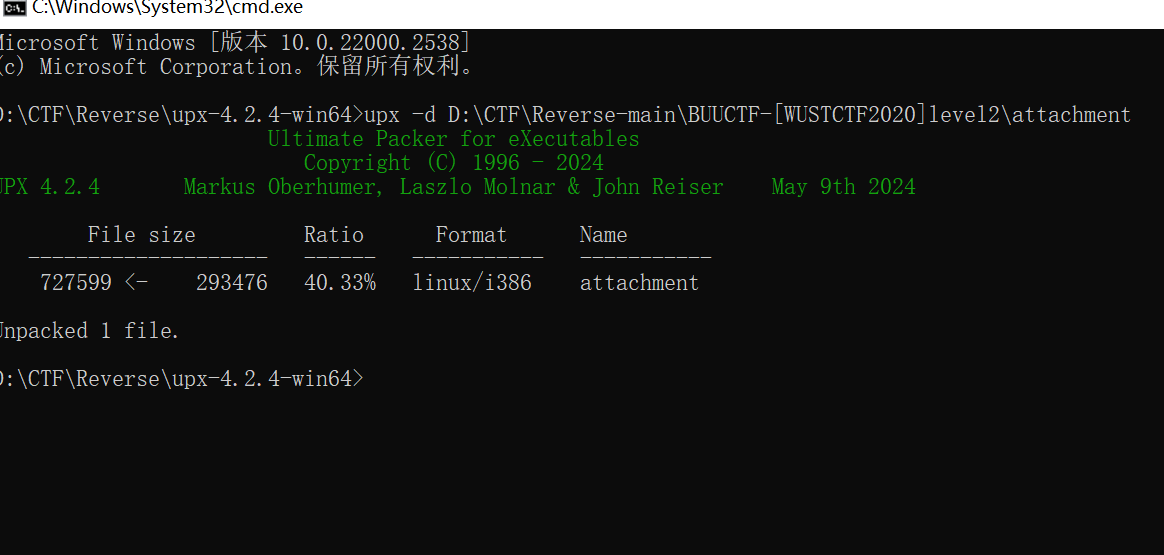 C:\Windows\System32\cmd.exe
Microsoft Windows [版本 10.0.22000.2538]
(c) Microsoft Corporation。保留所有权利。
D:\CTF\Reverse\upx-4.2.4-win64>upx -d D:\CTF\Reverse-main\BUUCTF-[WUSTCTF2020]level2\attachment
Ultimate Packer for eXecutables
Copyright (C) 1996 - 2024
UPX 4.2.4 Markus Oberhumer, Laszlo Molnar & John Reiser May 9th 2024
File size Ratio Format Name
-------------------- ------ ----------- -----------
727599 <- 293476 40.33% linux/i386 attachment
Unpacked 1 file.
D:\CTF\Reverse\upx-4.2.4-win64>